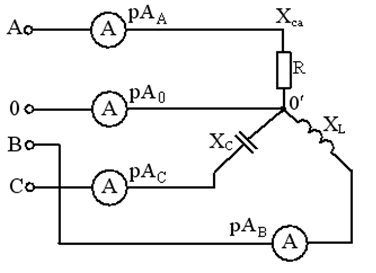 A A pA_A X_ca
R
0 A pA_0 0′
X_C X_L
B
C A pA_C
pA_B A